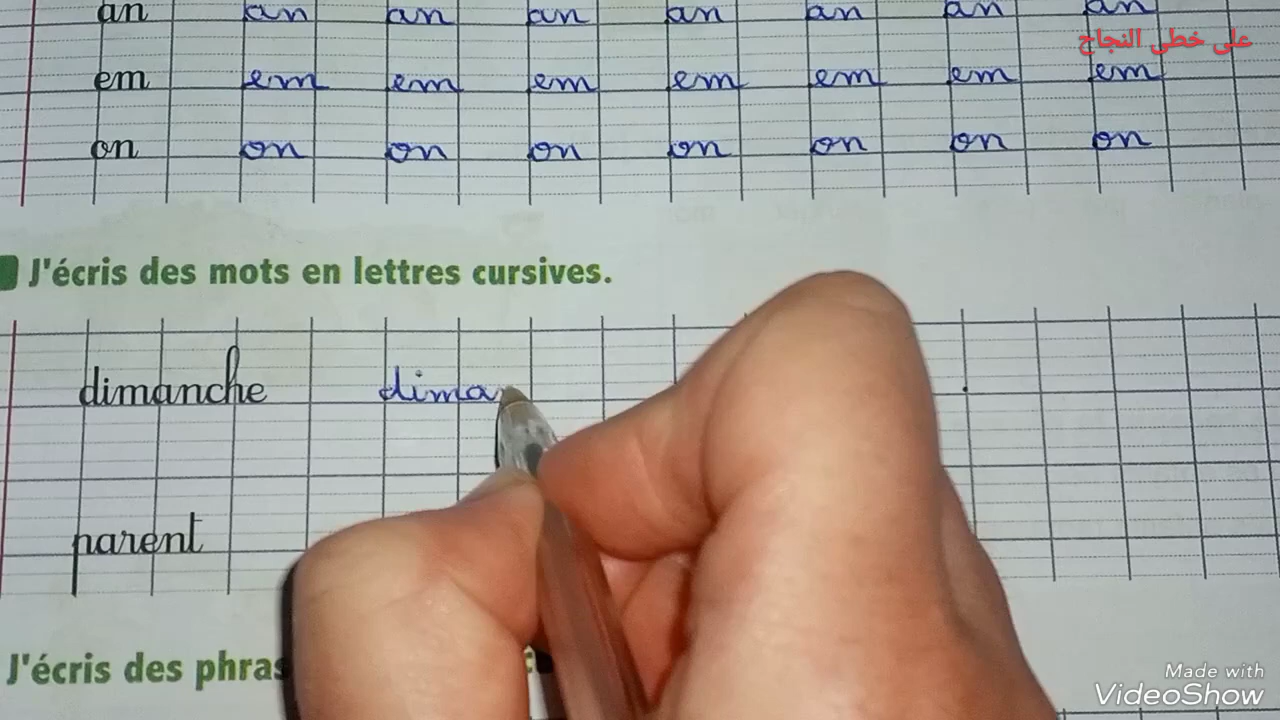 an an an an an an an an
على خطى النجاح
em em em em em em em em
on on on on on on on on
J'écris des mots en lettres cursives.
dimanche diman
parent
J'écris des
Made with
VideoShow